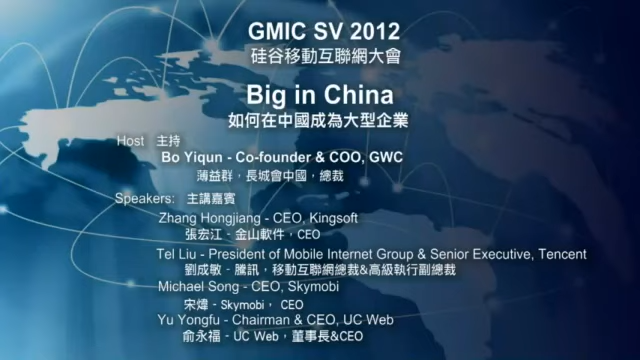 GMIC SV 2012
硅谷移動互聯網大會
Big in China
如何在中國成為大型企業
Host 主持
Bo Yiqun - Co-founder & COO, GWC
薄益群，長城會中國，總裁
Speakers: 主講嘉賓
Zhang Hongjiang - CEO, Kingsoft
張宏江 - 金山軟件，CEO
Tel Liu - President of Mobile Internet Group & Senior Executive, Tencent
劉成敏 - 騰訊，移動互聯網總裁&高級執行副總裁
Michael Song - CEO, Skymobi
宋煒 - Skymobi， CEO
Yu Yongfu - Chairman & CEO, UC Web
俞永福 - UC Web，董事長&CEO